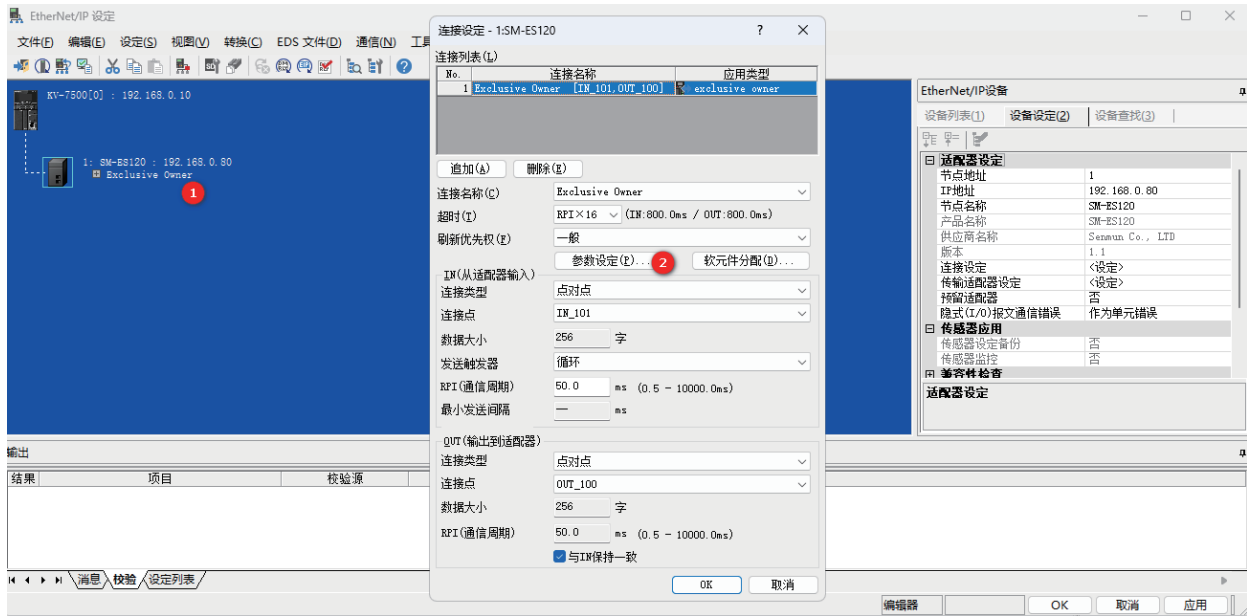 EtherNet/IP 设定
文件(F) 编辑(E) 设定(S) 视图(V) 转换(C) EDS 文件(D) 通信(N) 工具
KV-7500[0] : 192.168.0.10
1: SM-ES120 : 192.168.0.80
Exclusive Owner
1
连接设定 - 1:SM-ES120
连接列表(L)
No. 连接名称 应用类型
1 Exclusive Owner [IN_101,OUT_100] exclusive owner
追加(A) 删除(R)
连接名称(C) Exclusive Owner
超时(T) RPI×16 (IN:800.0ms / OUT:800.0ms)
刷新优先权(F) 一般
参数设定(P)... 2 软元件分配(D)...
IN(从适配器输入)
连接类型 点对点
连接点 IN_101
数据大小 256 字
发送触发器 循环
RPI(通信周期) 50.0 ms (0.5 - 10000.0ms)
最小发送间隔 — ms
OUT(输出到适配器)
连接类型 点对点
连接点 OUT_100
数据大小 256 字
RPI(通信周期) 50.0 ms (0.5 - 10000.0ms)
与IN保持一致
OK 取消
EtherNet/IP设备
设备列表(1) 设备设定(2) 设备查找(3)
适配器设定
节点地址 1
IP地址 192.168.0.80
节点名称 SM-ES120
产品名称 SM-ES120
供应商名称 Senmun Co., LTD
版本 1.1
连接设定 <设定>
传输适配器设定 <设定>
预留适配器 否
隐式(I/O)报文通信错误 作为单元错误
传感器应用
传感器设定备份 否
传感器监控 否
兼容性检查
适配器设定
输出
结果 项目 校验源
消息 校验 设定列表
编辑器 OK 取消 应用